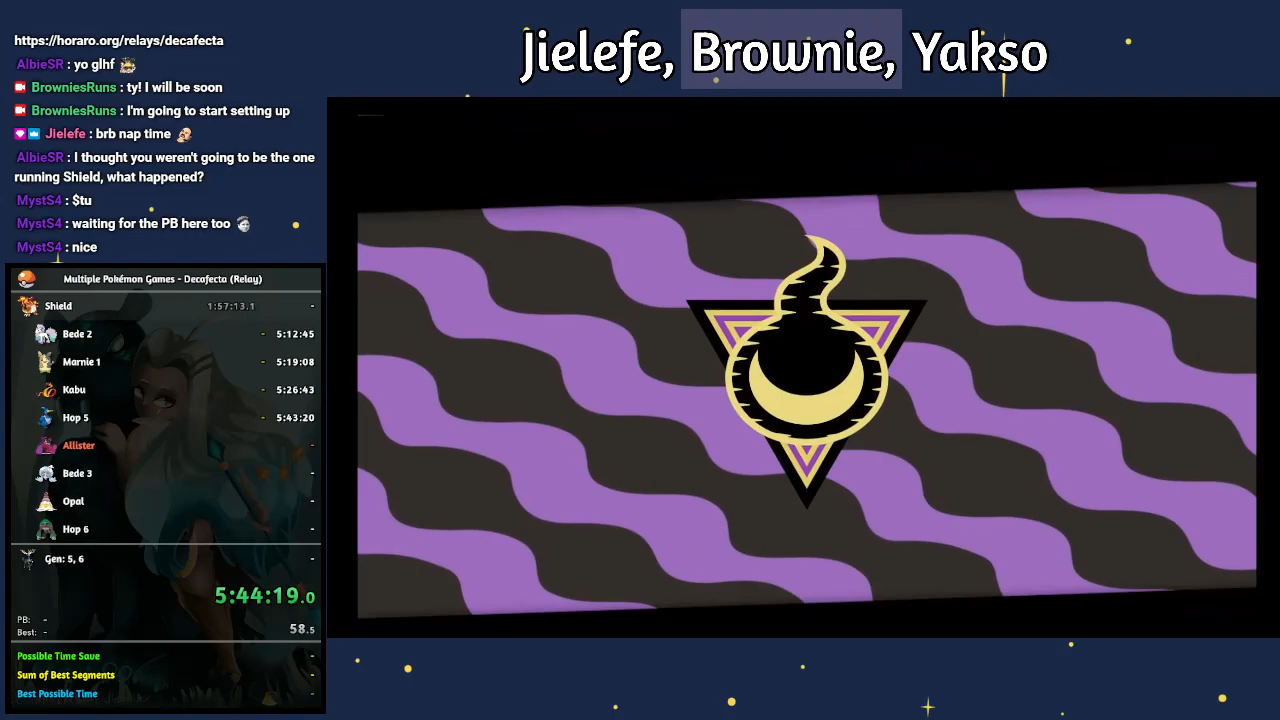 Jielefe, Brownie, Yakso
https://horaro.org/relays/decafecta
AlbieSR : yo glhf
BrowniesRuns : ty! I will be soon
BrowniesRuns : I'm going to start setting up
Jielefe : brb nap time
AlbieSR : I thought you weren't going to be the one
running Shield, what happened?
MystS4 : $tu
MystS4 : waiting for the PB here too
MystS4 : nice
Multiple Pokémon Games - Decafecta (Relay)
Shield 1:57:13.1 -
Bede 2 - 5:12:45
Marnie 1 - 5:19:08
Kabu - 5:26:43
Hop 5 - 5:43:20
Allister -
Bede 3 -
Opal -
Hop 6 -
Gen: 5, 6 -
5:44:19.0
PB: -
Best: - 58.5
Possible Time Save -
Sum of Best Segments -
Best Possible Time -